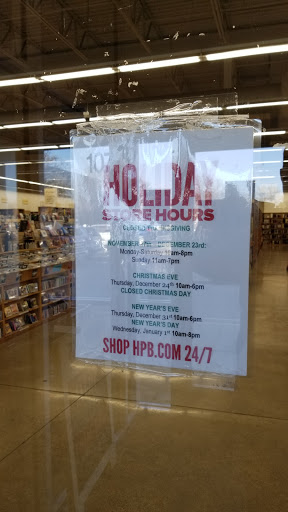 HOLIDAY
STORE HOURS
CLOSED THANKSGIVING
NOVEMBER DECEMBER 23rd:
Monday-Saturday 11am-8pm
Sunday 11am-7pm
CHRISTMAS EVE
Thursday, December 24th 10am-6pm
CLOSED CHRISTMAS DAY
NEW YEAR'S EVE
Thursday, December 31st 10am-6pm
NEW YEAR'S DAY
Wednesday, January 1st 10am-8pm
SHOP HPB.COM 24/7